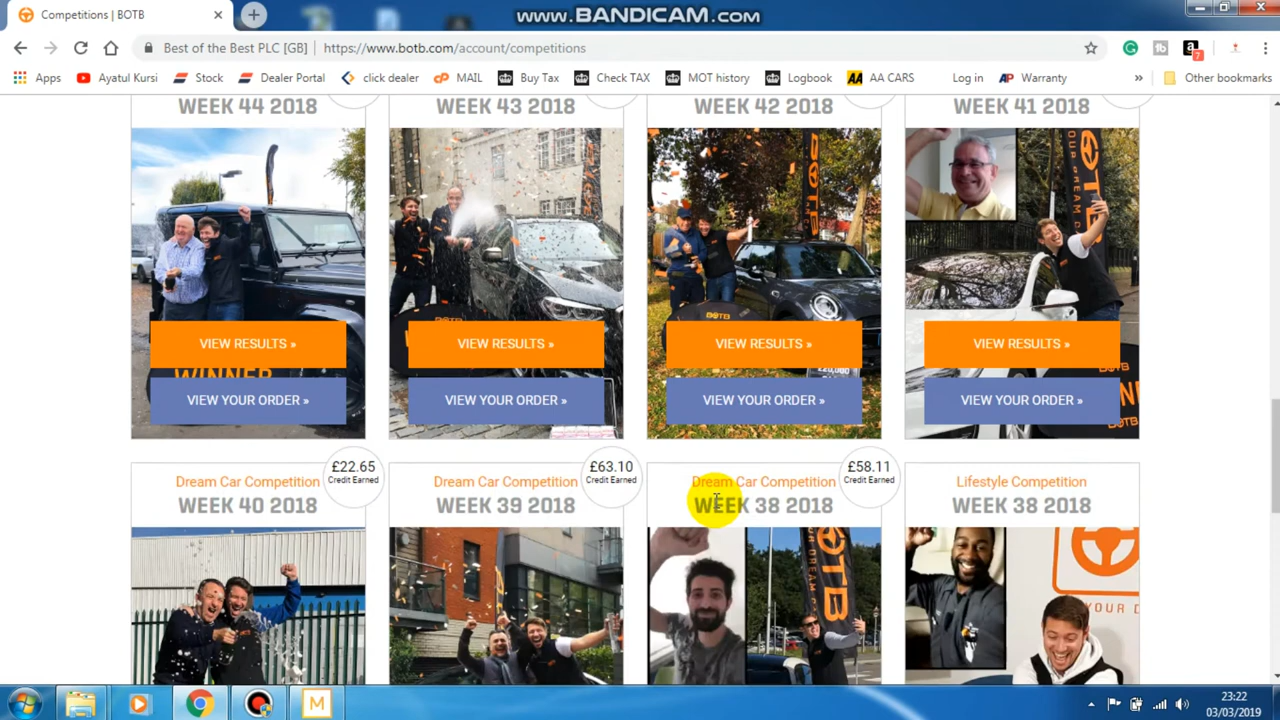 Competitions | BOTB
www.BANDICAM.com
Best of the Best PLC [GB] | https://www.botb.com/account/competitions
7
Apps Ayatul Kursi Stock Dealer Portal click dealer MAIL Buy Tax Check TAX MOT history Logbook AA CARS Log in AP Warranty » Other bookmarks
WEEK 44 2018 WEEK 43 2018 WEEK 42 2018 WEEK 41 2018
VIEW RESULTS » VIEW RESULTS » VIEW RESULTS » VIEW RESULTS »
WINNER
VIEW YOUR ORDER » VIEW YOUR ORDER » VIEW YOUR ORDER » VIEW YOUR ORDER »
BOTB
£22.65 £63.10 £58.11
Credit Earned Credit Earned Credit Earned
Dream Car Competition Dream Car Competition Dream Car Competition Lifestyle Competition
WEEK 40 2018 WEEK 39 2018 WEEK 38 2018 WEEK 38 2018
M
23:22
03/03/2019